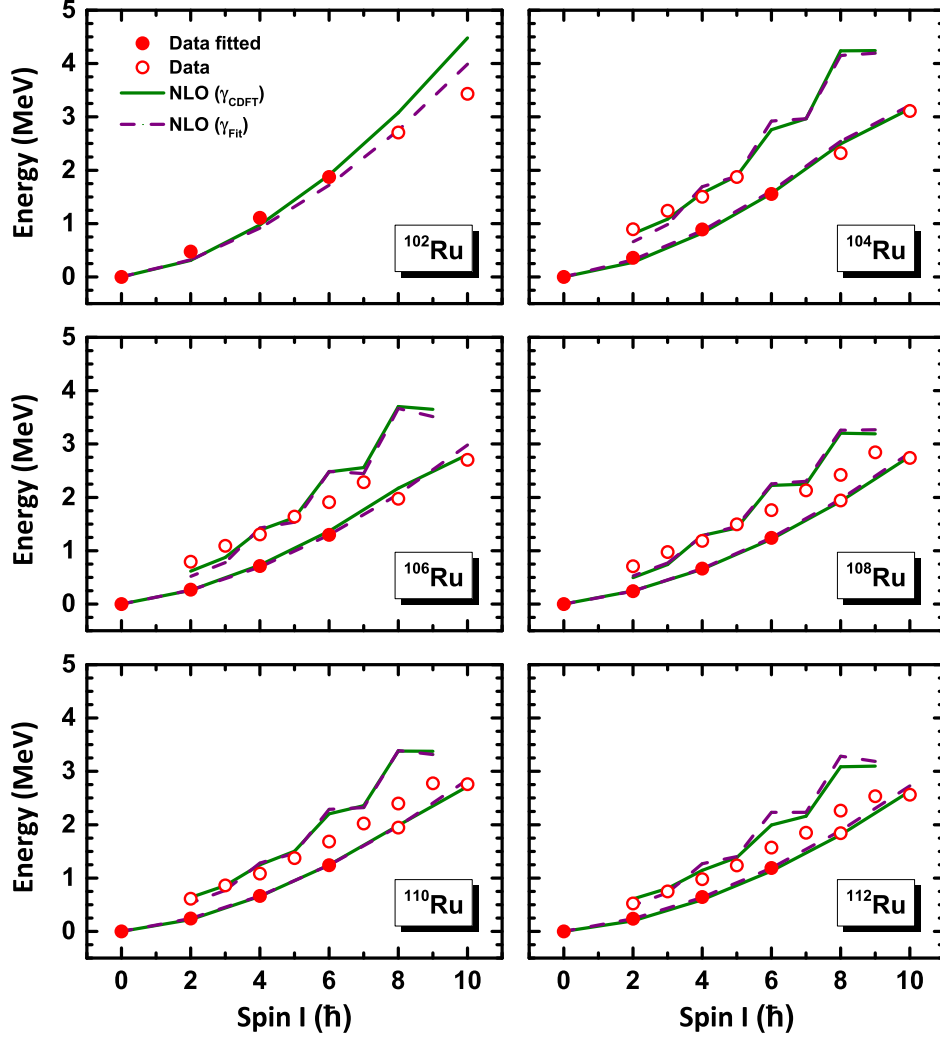 5
4
3
2
1
0
Energy (MeV)
Data fitted
Data
NLO (γCDFT)
NLO (γFit)
102Ru
104Ru
5
4
3
2
1
0
Energy (MeV)
106Ru
108Ru
5
4
3
2
1
0
Energy (MeV)
110Ru
112Ru
0 2 4 6 8 10
0 2 4 6 8 10
Spin I (ħ)
Spin I (ħ)